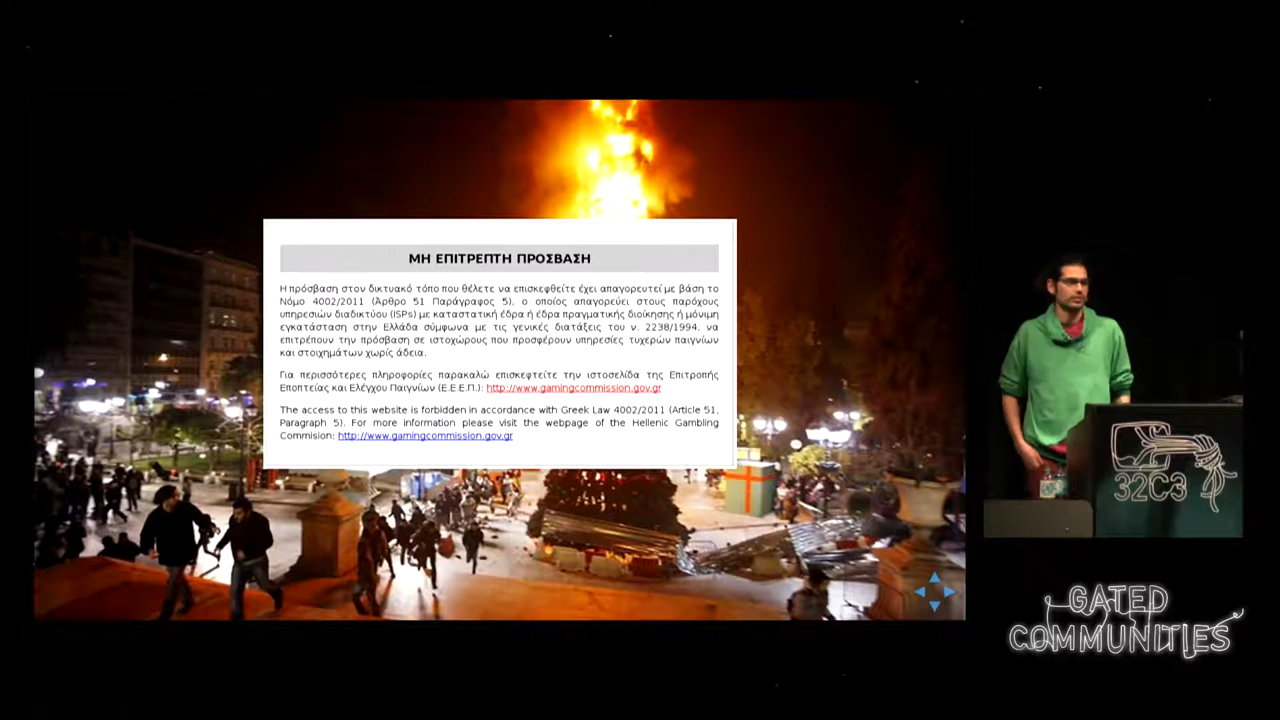 ΜΗ ΕΠΙΤΡΕΠΤΗ ΠΡΟΣΒΑΣΗ
Η πρόσβαση στον δικτυακό τόπο που θέλετε να επισκεφθείτε έχει απαγορευτεί με βάση το
Νόμο 4002/2011 (Άρθρο 51 Παράγραφος 5), ο οποίος απαγορεύει στους παρόχους
υπηρεσιών διαδικτύου (ISPs) με καταστατική έδρα ή έδρα πραγματικής διοίκησης ή μόνιμη
εγκατάσταση στην Ελλάδα σύμφωνα με τις γενικές διατάξεις του ν. 2238/1994, να
επιτρέπουν την πρόσβαση σε ιστοχώρους που προσφέρουν υπηρεσίες τυχερών παιγνίων
και στοιχημάτων χωρίς άδεια.
Για περισσότερες πληροφορίες παρακαλώ επισκεφτείτε την ιστοσελίδα της Επιτροπής
Εποπτείας και Ελέγχου Παιγνίων (Ε.Ε.Ε.Π.): http://www.gamingcommission.gov.gr
The access to this website is forbidden in accordance with Greek Law 4002/2011 (Article 51,
Paragraph 5). For more information please visit the webpage of the Hellenic Gambling
Commision: http://www.gamingcommission.gov.gr
32C3
GATED
COMMUNITIES